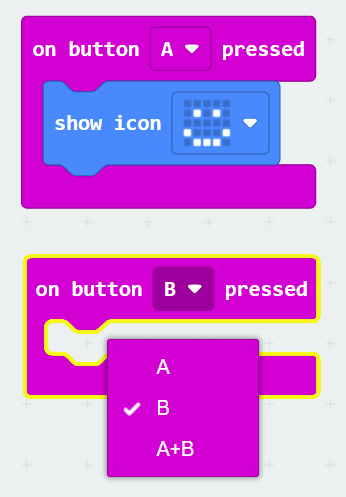 on button A pressed
show icon
on button B pressed
A
B
A+B